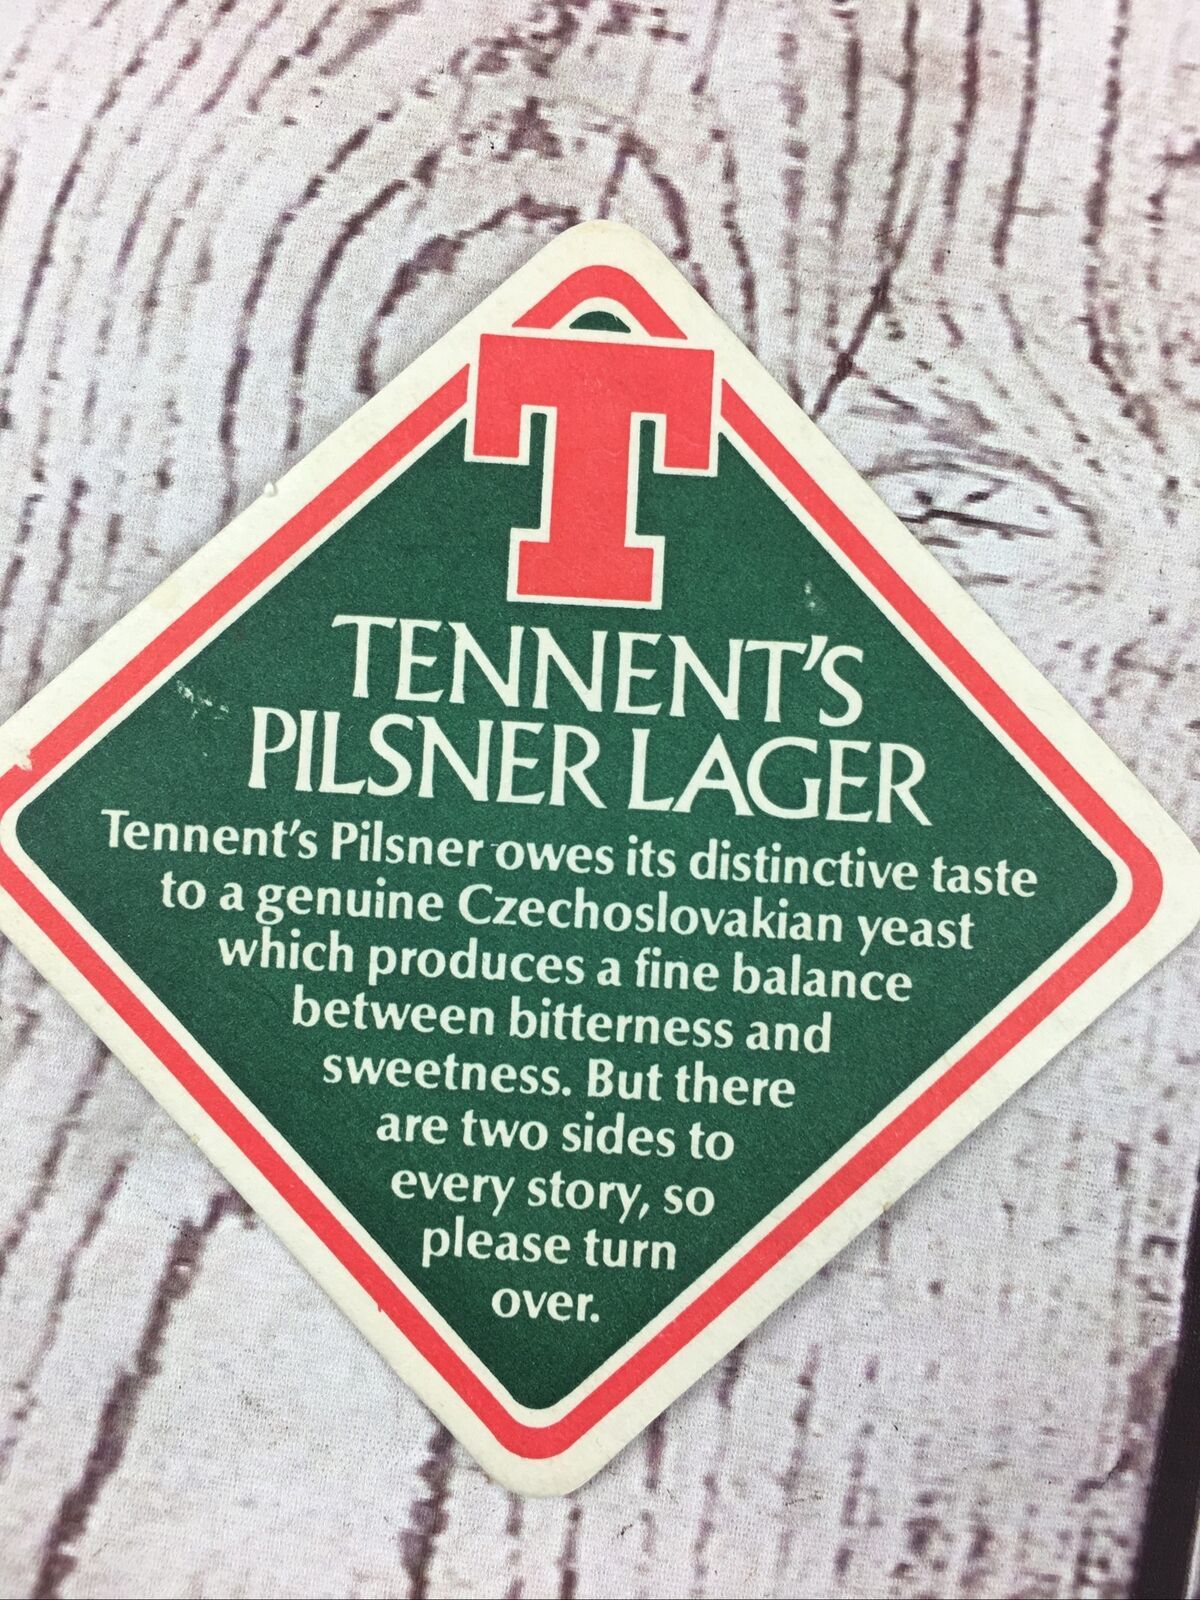 T
TENNENT'S
PILSNER LAGER
Tennent's Pilsner owes its distinctive taste
to a genuine Czechoslovakian yeast
which produces a fine balance
between bitterness and
sweetness. But there
are two sides to
every story, so
please turn
over.